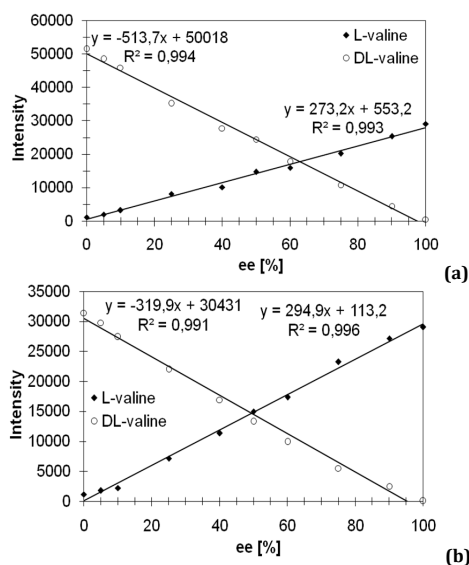 y = -513,7x + 50018
R² = 0,994
L-valine
DL-valine
y = 273,2x + 553,2
R² = 0,993
Intensity
60000
50000
40000
30000
20000
10000
0
0 20 40 60 80 100
ee [%]
(a)
y = -319,9x + 30431
R² = 0,991
y = 294,9x + 113,2
R² = 0,996
L-valine
DL-valine
Intensity
35000
30000
25000
20000
15000
10000
5000
0
0 20 40 60 80 100
ee [%]
(b)